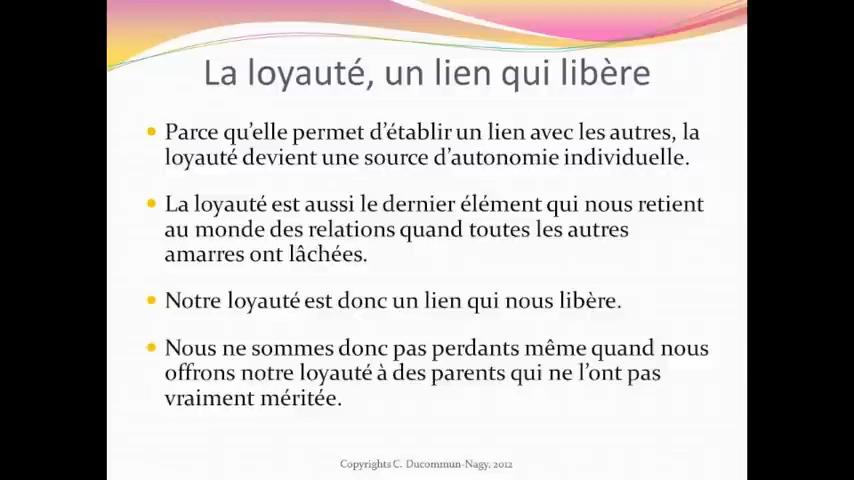 La loyauté, un lien qui libère
Parce qu'elle permet d'établir un lien avec les autres, la
loyauté devient une source d'autonomie individuelle.
La loyauté est aussi le dernier élément qui nous retient
au monde des relations quand toutes les autres
amarres ont lâchées.
Notre loyauté est donc un lien qui nous libère.
Nous ne sommes donc pas perdants même quand nous
offrons notre loyauté à des parents qui ne l'ont pas
vraiment méritée.
Copyrights C. Ducommun-Nagy, 2012